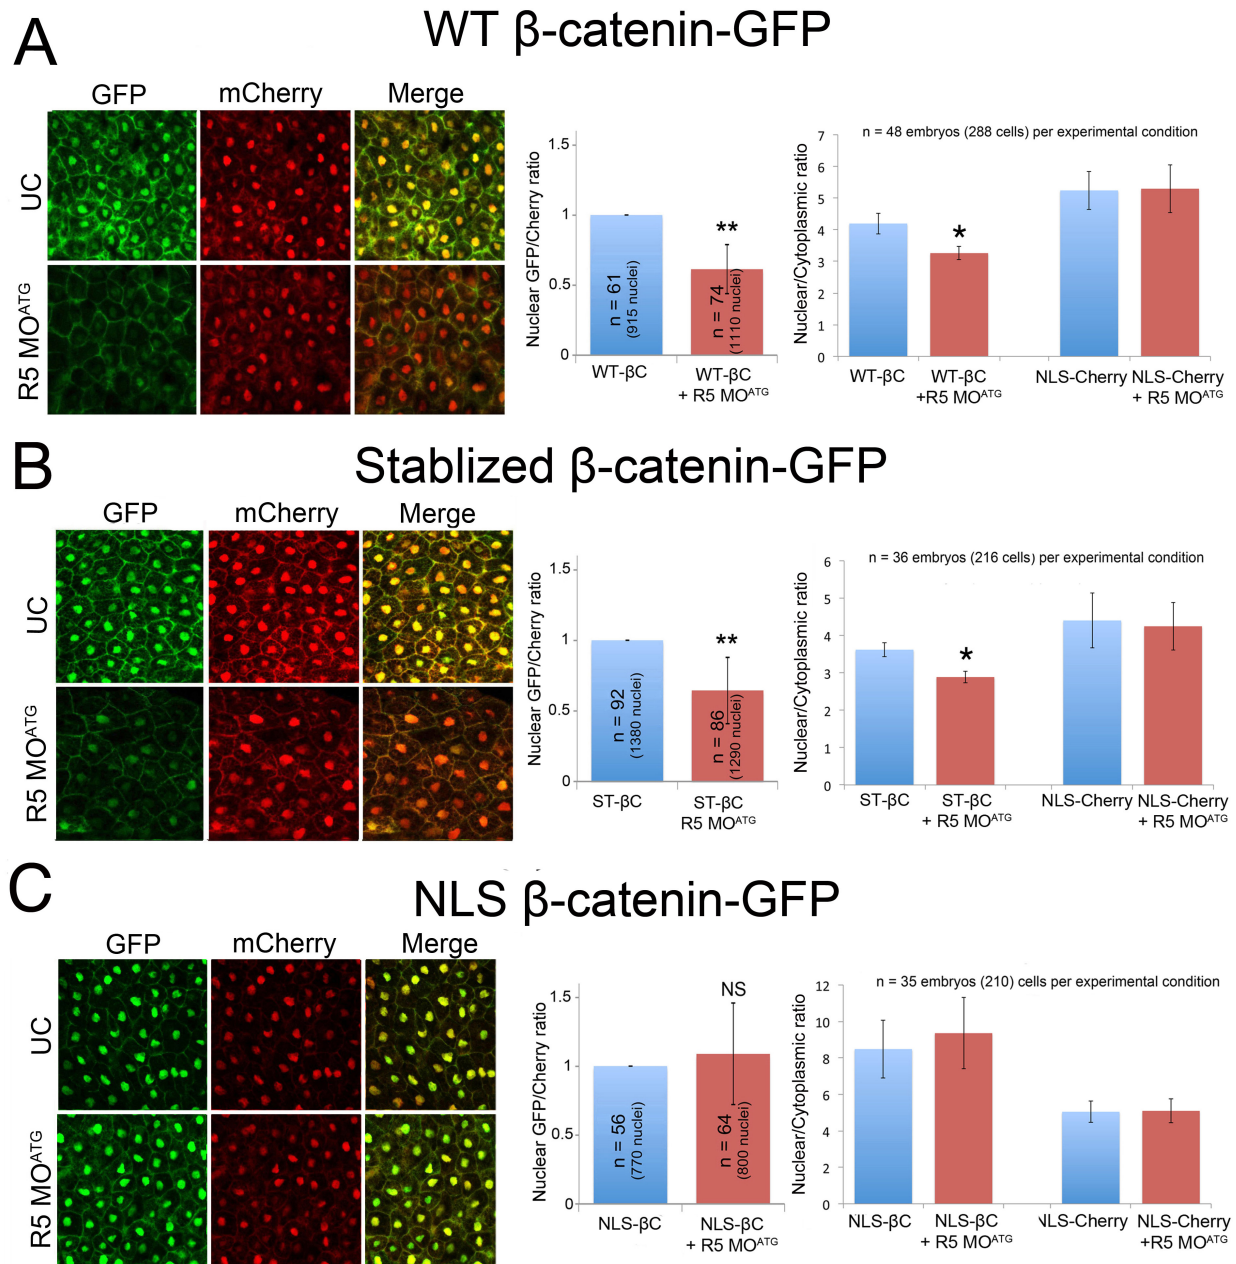 A
WT β-catenin-GFP
GFP
mCherry
Merge
UC
R5 MOATG
Nuclear GFP/Cherry ratio
1.5
1
0.5
0
**
n = 61
(915 nuclei)
n = 74
(1110 nuclei)
WT-βC
WT-βC
+ R5 MOATG
Nuclear/Cytoplasmic ratio
n = 48 embryos (288 cells) per experimental condition
7
6
5
4
3
2
1
0
*
WT-βC
WT-βC
+R5 MOATG
NLS-Cherry
NLS-Cherry
+ R5 MOATG
B
Stablized β-catenin-GFP
GFP
mCherry
Merge
UC
R5 MOATG
Nuclear GFP/Cherry ratio
1.5
1
0.5
0
**
n = 92
(1380 nuclei)
n = 86
(1290 nuclei)
ST-βC
ST-βC
R5 MOATG
Nuclear/Cytoplasmic ratio
n = 36 embryos (216 cells) per experimental condition
6
5
4
3
2
1
0
*
ST-βC
ST-βC
+ R5 MOATG
NLS-Cherry
NLS-Cherry
+ R5 MOATG
C
NLS β-catenin-GFP
GFP
mCherry
Merge
UC
R5 MOATG
Nuclear GFP/Cherry ratio
1.5
1
0.5
0
NS
n = 56
(770 nuclei)
n = 64
(800 nuclei)
NLS-βC
NLS-βC
+ R5 MOATG
Nuclear/Cytoplasmic ratio
n = 35 embryos (210) cells per experimental condition
12
10
8
6
4
2
0
NLS-βC
NLS-βC
+ R5 MOATG
NLS-Cherry
NLS-Cherry
+R5 MOATG